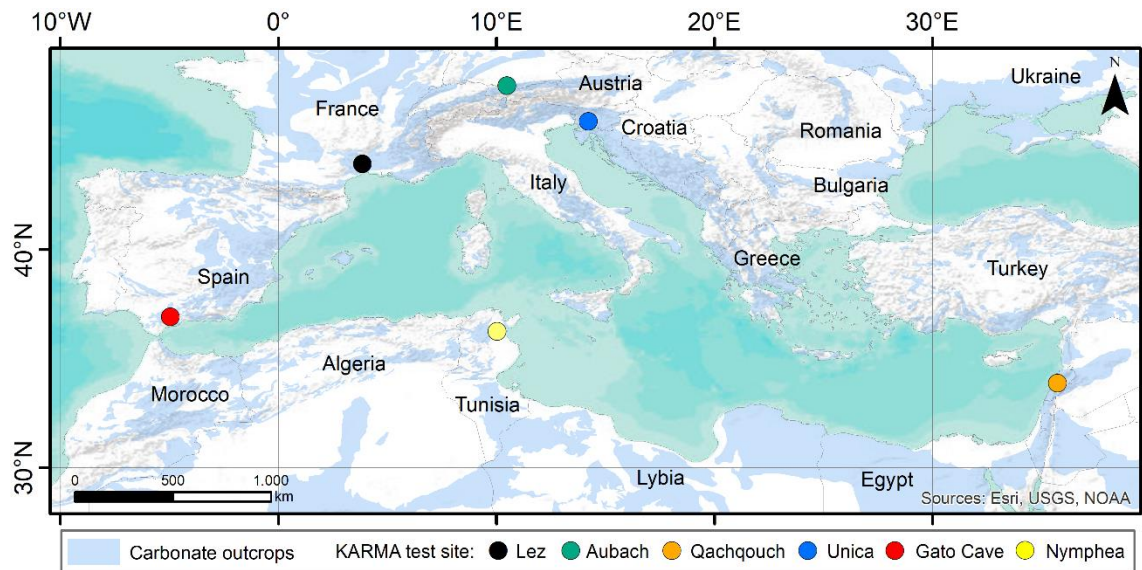 10°W 0° 10°E 20°E 30°E
N
Ukraine
Austria
France
Croatia
Romania
Italy
Bulgaria
40°N
Spain
Greece
Turkey
Algeria
Morocco
Tunisia
30°N
0 500 1.000
km
Lybia
Egypt
Sources: Esri, USGS, NOAA
Carbonate outcrops KARMA test site: Lez Aubach Qachqouch Unica Gato Cave Nymphea